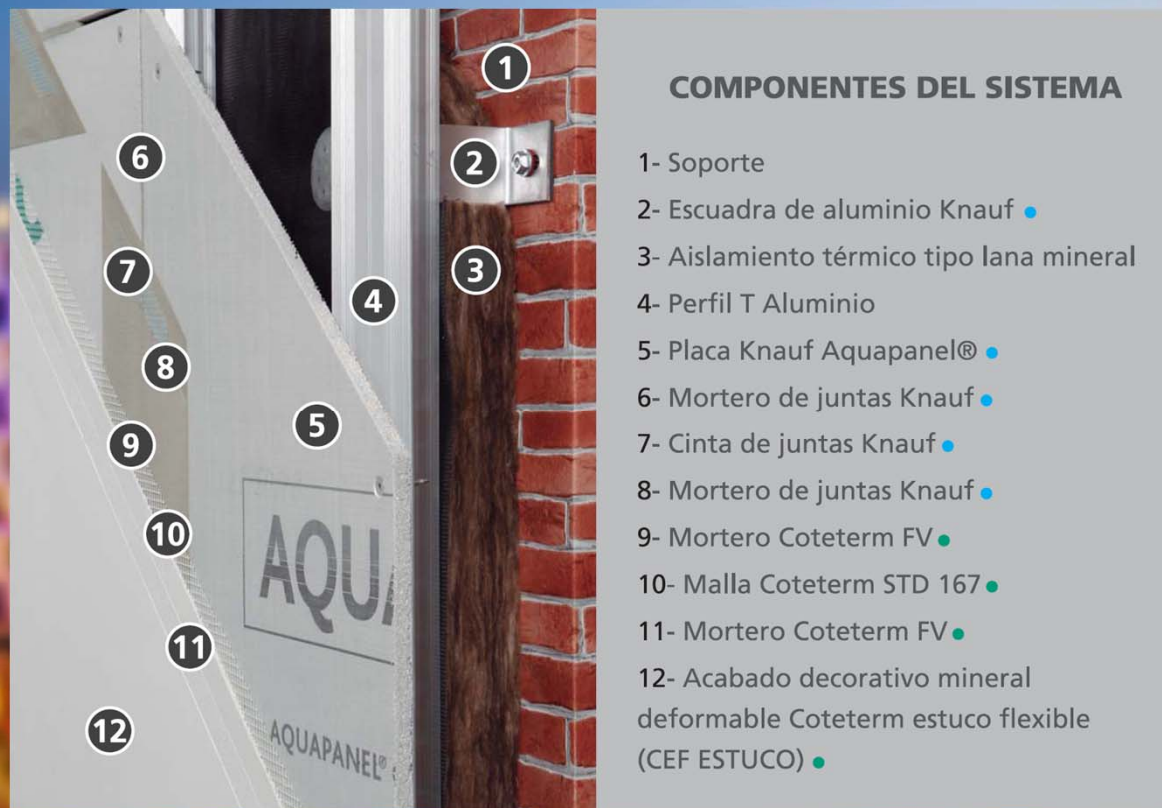 1
2
3
4
5
6
7
8
9
10
11
12
AQUA
AQUAPANEL®
COMPONENTES DEL SISTEMA
1- Soporte
2- Escuadra de aluminio Knauf
3- Aislamiento térmico tipo lana mineral
4- Perfil T Aluminio
5- Placa Knauf Aquapanel®
6- Mortero de juntas Knauf
7- Cinta de juntas Knauf
8- Mortero de juntas Knauf
9- Mortero Coteterm FV
10- Malla Coteterm STD 167
11- Mortero Coteterm FV
12- Acabado decorativo mineral
deformable Coteterm estuco flexible
(CEF ESTUCO)